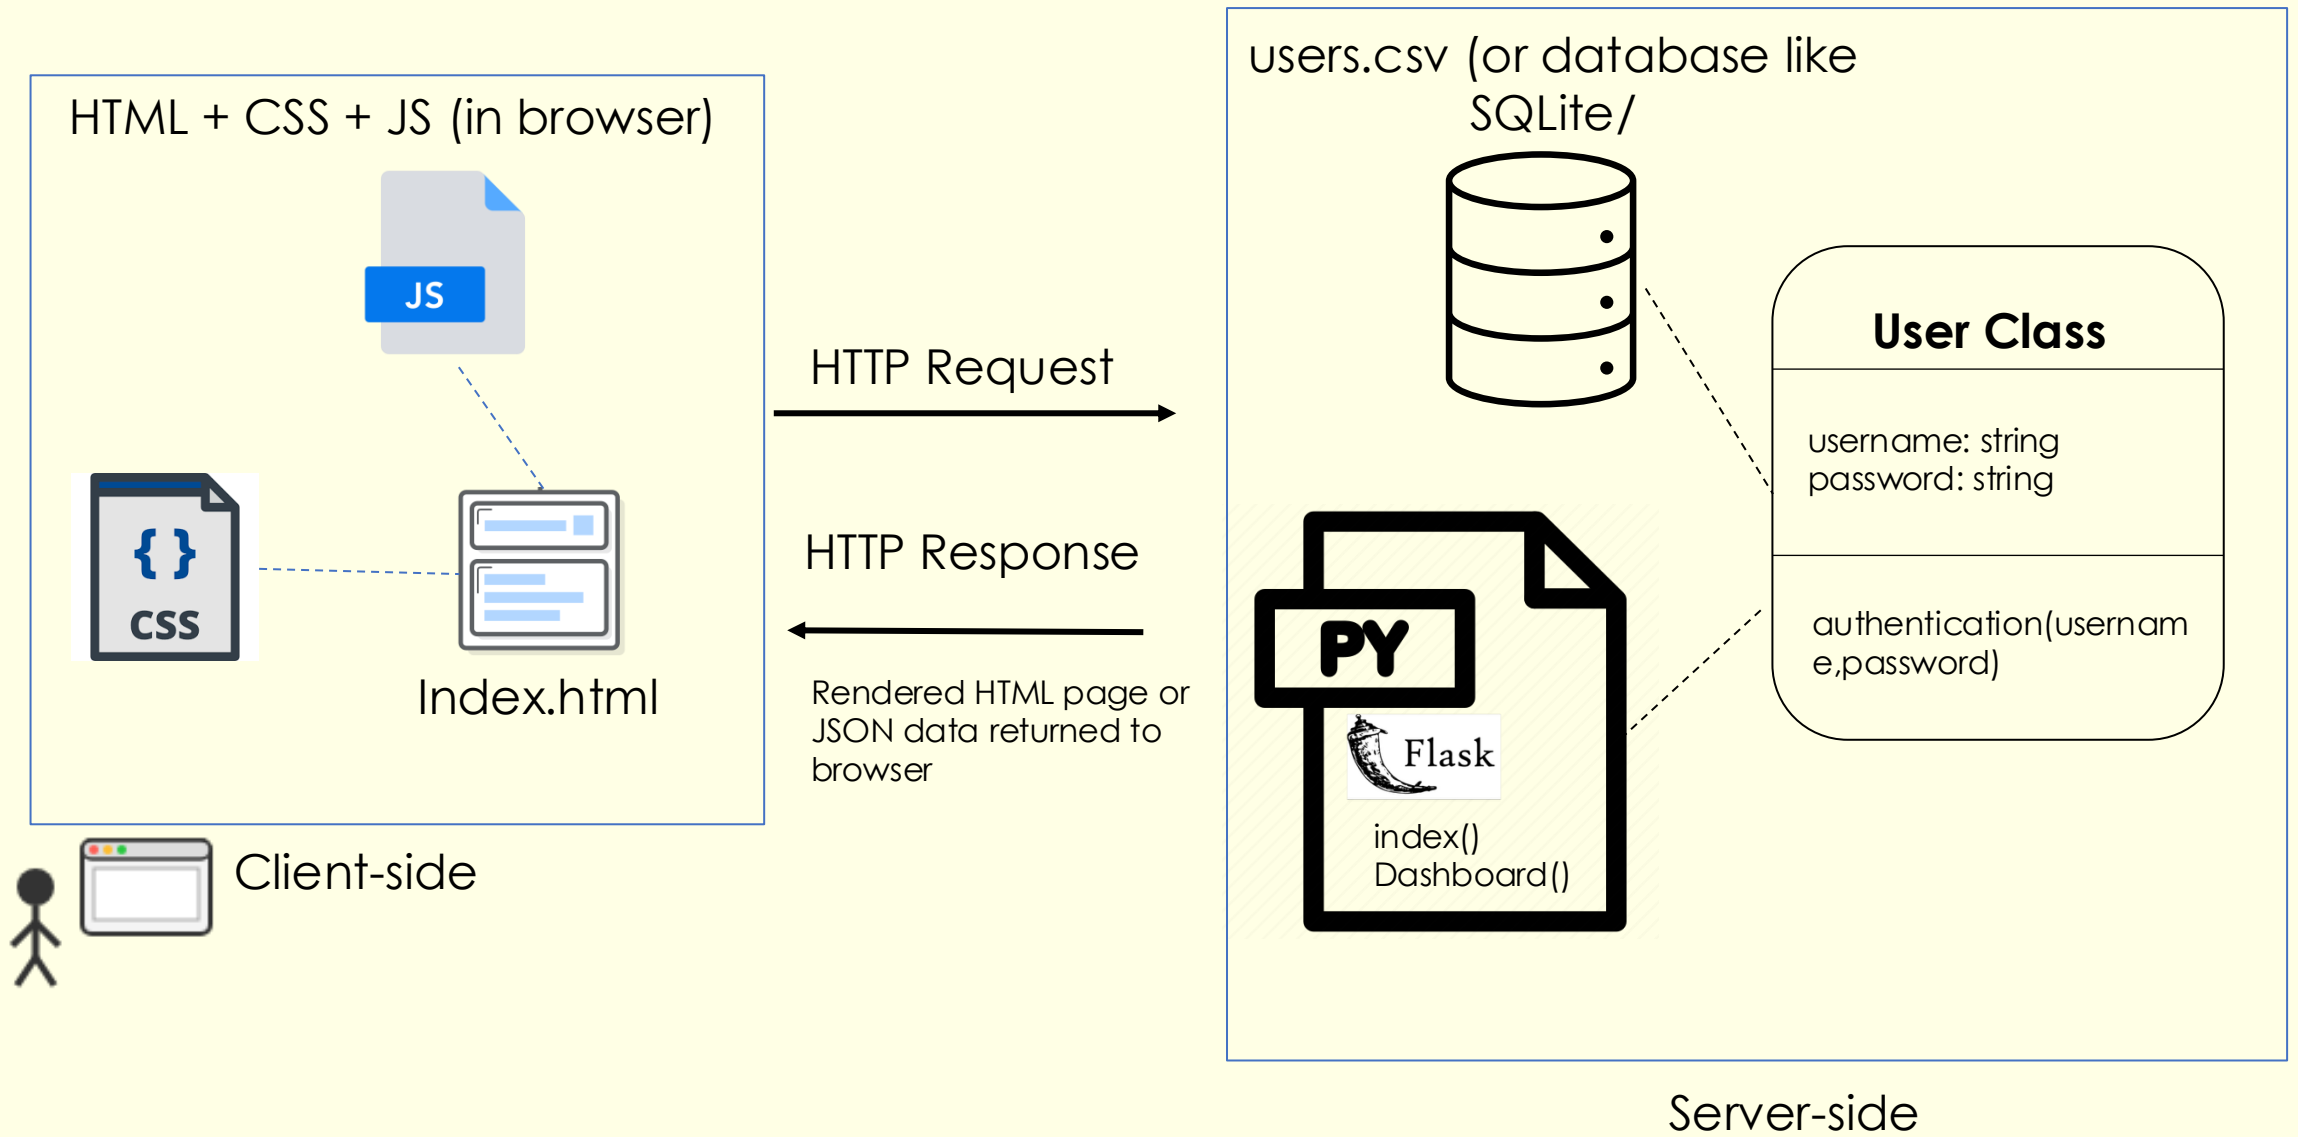 HTML + CSS + JS (in browser)
JS
{ }
CSS
Index.html
Client-side
HTTP Request
HTTP Response
Rendered HTML page or
JSON data returned to
browser
users.csv (or database like
SQLite/
User Class
username: string
password: string
authentication(usernam
e,password)
PY
Flask
index()
Dashboard()
Server-side